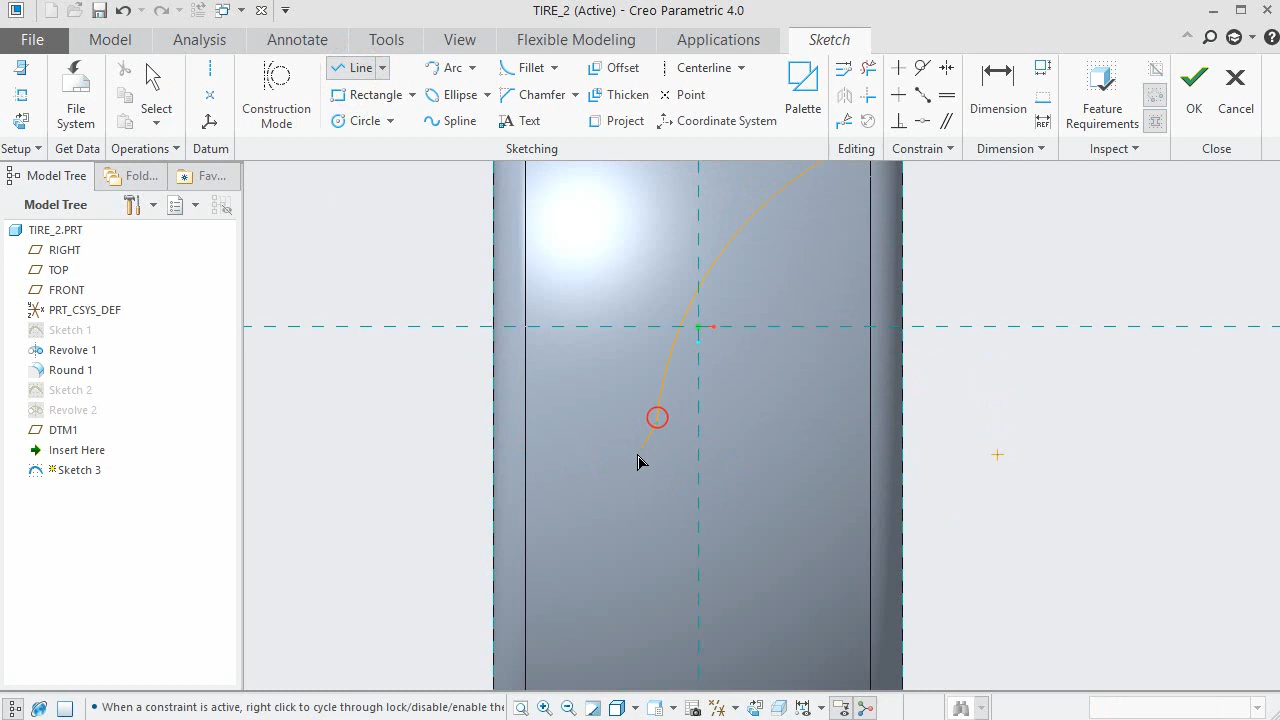 TIRE_2 (Active) - Creo Parametric 4.0
File Model Analysis Annotate Tools View Flexible Modeling Applications Sketch
Line Arc Fillet Offset Centerline
Rectangle Ellipse Chamfer Thicken Point
Circle Spline Text Project Coordinate System
File System
Select
Construction Mode
Palette
Dimension
Feature Requirements
OK Cancel
Setup Get Data Operations Datum Sketching Editing Constrain Dimension Inspect Close
Model Tree Fold... Fav...
Model Tree
TIRE_2.PRT
RIGHT
TOP
FRONT
PRT_CSYS_DEF
Sketch 1
Revolve 1
Round 1
Sketch 2
Revolve 2
DTM1
Insert Here
Sketch 3
• When a constraint is active, right click to cycle through lock/disable/enable the